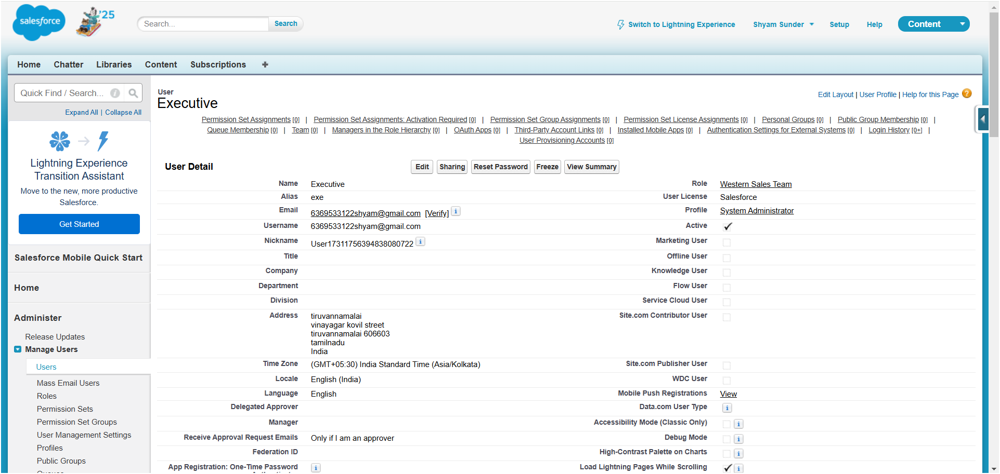 salesforce
'25
Search...
Search
Switch to Lightning Experience
Shyam Sunder
Setup
Help
Content
Home
Chatter
Libraries
Content
Subscriptions
+
Quick Find / Search...
Expand All | Collapse All
Lightning Experience
Transition Assistant
Move to the new, more productive
Salesforce.
Get Started
Salesforce Mobile Quick Start
Home
Administer
Release Updates
Manage Users
Users
Mass Email Users
Roles
Permission Sets
Permission Set Groups
User Management Settings
Profiles
Public Groups
User
Executive
Edit Layout | User Profile | Help for this Page ?
Permission Set Assignments [0] | Permission Set Assignments: Activation Required [0] | Permission Set Group Assignments [0] | Permission Set License Assignments [0] | Personal Groups [0] | Public Group Membership [0] |
Queue Membership [0] | Team [0] | Managers in the Role Hierarchy [0] | OAuth Apps [0] | Third-Party Account Links [0] | Installed Mobile Apps [0] | Authentication Settings for External Systems [0] | Login History [0+] |
User Provisioning Accounts [0]
User Detail
Edit
Sharing
Reset Password
Freeze
View Summary
Name Executive
Role Western Sales Team
Alias exe
User License Salesforce
Email 6369533122shyam@gmail.com [Verify] i
Profile System Administrator
Username 6369533122shyam@gmail.com
Active
Nickname User17311756394838080722 i
Marketing User
Title
Offline User
Company
Knowledge User
Department
Flow User
Division
Service Cloud User
Address tiruvannamalai
vinayagar kovil street
tiruvannamalai 606603
tamilnadu
India
Site.com Contributor User
Time Zone (GMT+05:30) India Standard Time (Asia/Kolkata)
Site.com Publisher User
Locale English (India)
WDC User
Language English
Mobile Push Registrations View
Delegated Approver
Data.com User Type i
Manager
Accessibility Mode (Classic Only) i
Receive Approval Request Emails Only if I am an approver
Debug Mode i
Federation ID
High-Contrast Palette on Charts i
App Registration: One-Time Password i
Load Lightning Pages While Scrolling i